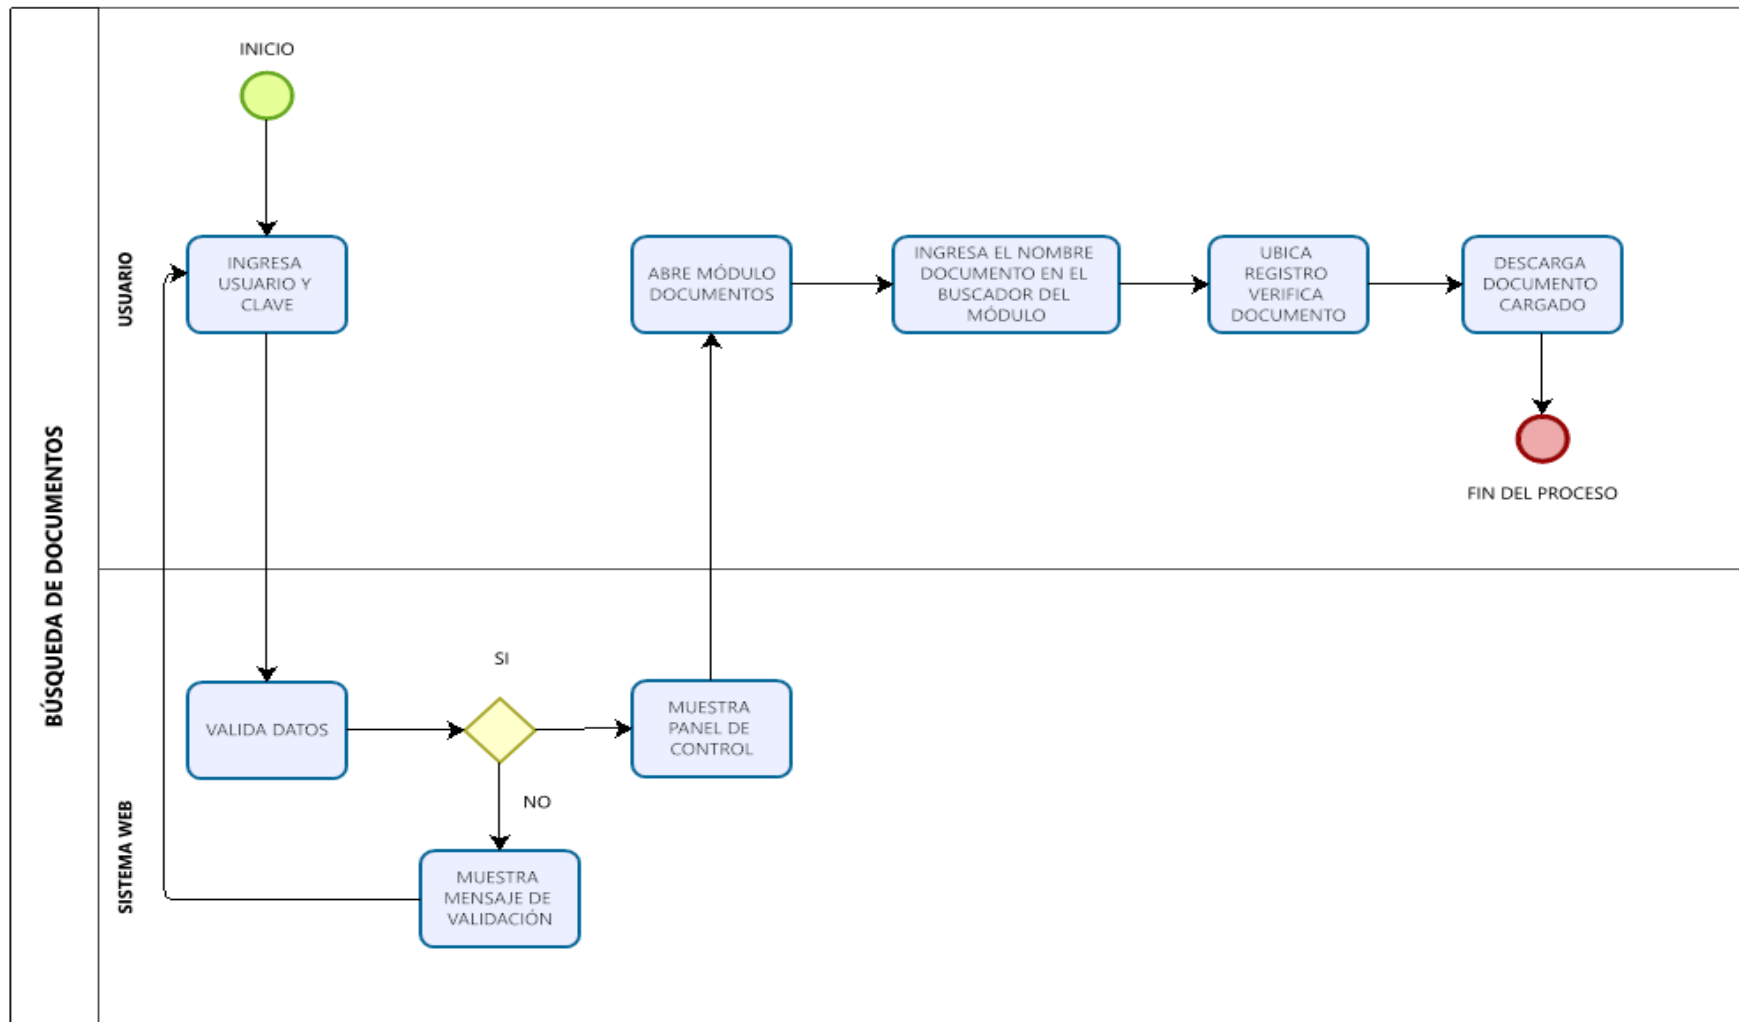 BÚSQUEDA DE DOCUMENTOS
USUARIO
INICIO
INGRESA
USUARIO Y
CLAVE
ABRE MÓDULO
DOCUMENTOS
INGRESA EL NOMBRE
DOCUMENTO EN EL
BUSCADOR DEL
MÓDULO
UBICA
REGISTRO
VERIFICA
DOCUMENTO
DESCARGA
DOCUMENTO
CARGADO
FIN DEL PROCESO
SISTEMA WEB
VALIDA DATOS
SI
NO
MUESTRA
PANEL DE
CONTROL
MUESTRA
MENSAJE DE
VALIDACIÓN